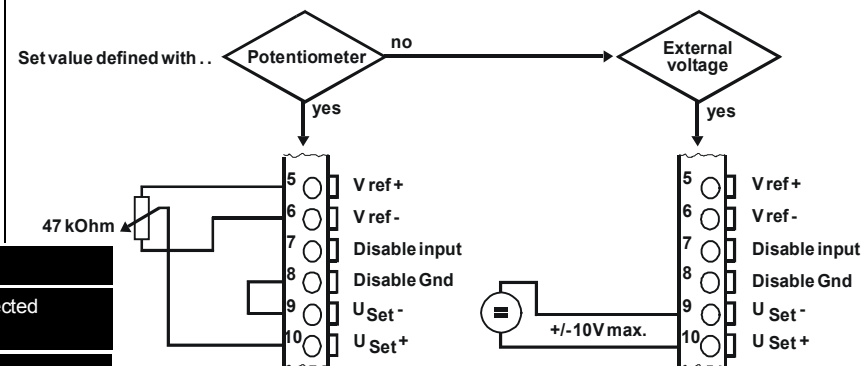 Set value defined with . .
Potentiometer
no
External
voltage
yes
yes
5 V ref+
6 V ref-
7 Disable input
8 Disable Gnd
9 U Set -
10 U Set +
47 kOhm
5 V ref+
6 V ref-
7 Disable input
8 Disable Gnd
9 U Set -
10 U Set +
+/-10V max.
cted